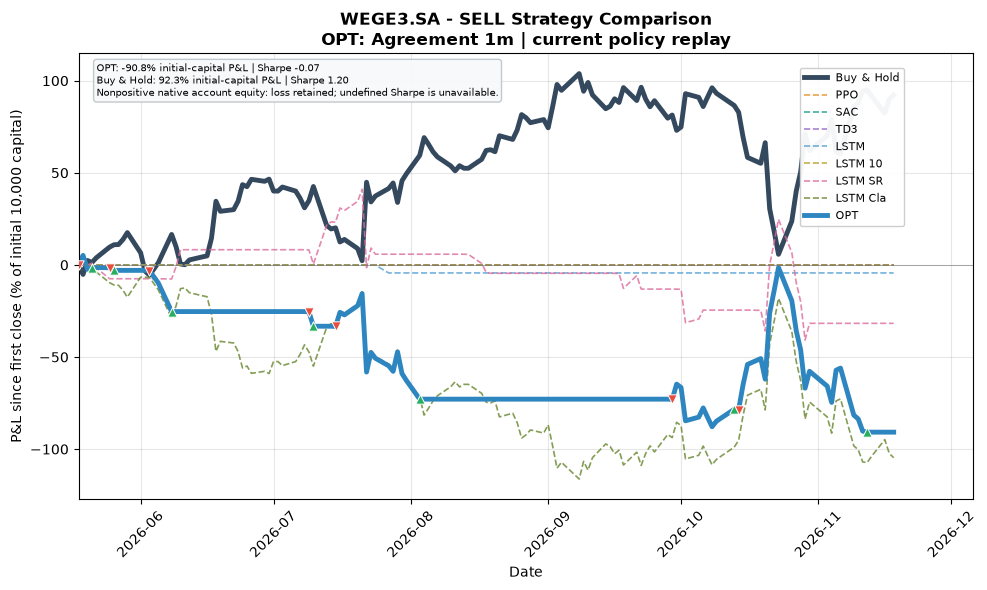 WEGE3.SA - SELL Strategy Comparison
OPT: Agreement 1m | current policy replay
OPT: -90.8% initial-capital P&L | Sharpe -0.07
Buy & Hold: 92.3% initial-capital P&L | Sharpe 1.20
Nonpositive native account equity: loss retained; undefined Sharpe is unavailable.
Buy & Hold
PPO
SAC
TD3
LSTM
LSTM 10
LSTM SR
LSTM Cla
OPT
P&L since first close (% of initial 10,000 capital)
100
50
0
−50
−100
2026-06
2026-07
2026-08
2026-09
2026-10
2026-11
2026-12
Date